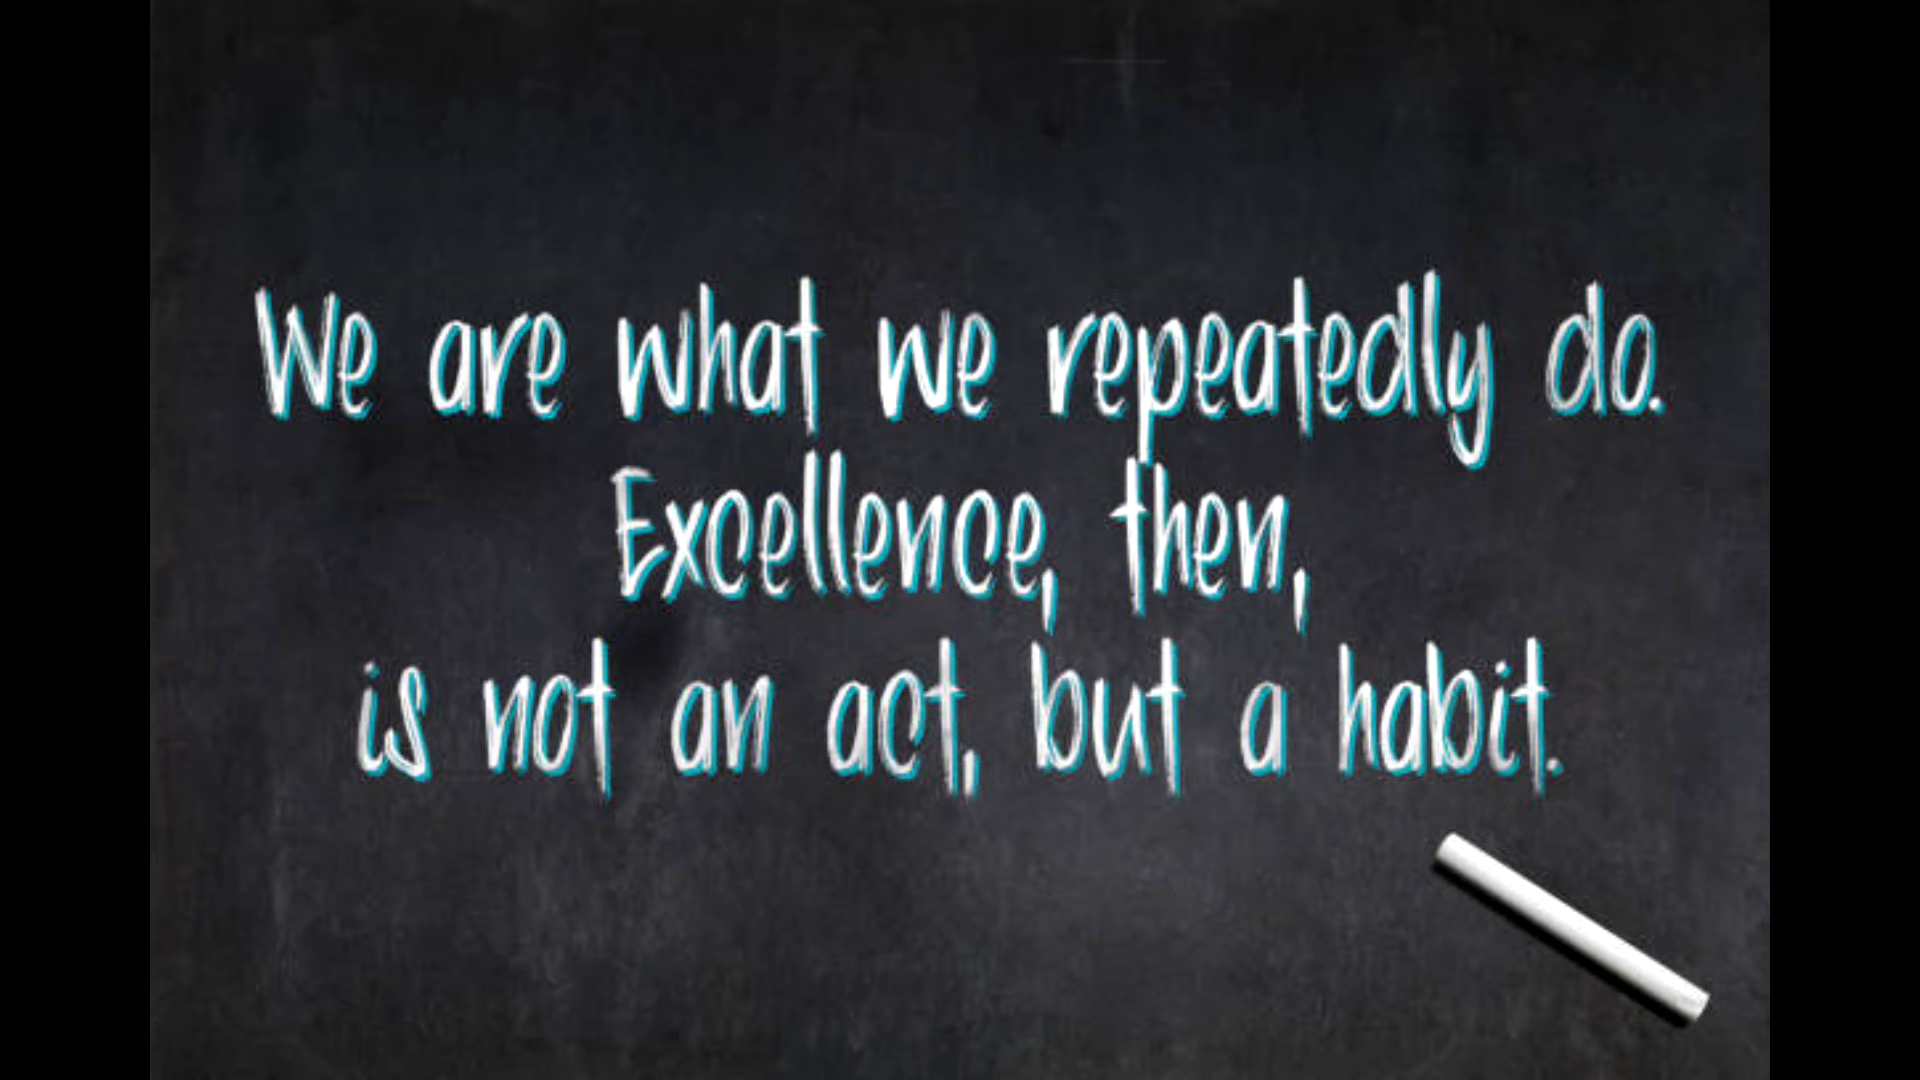 We are what we repeatedly do.
Excellence, then,
is not an act, but a habit.